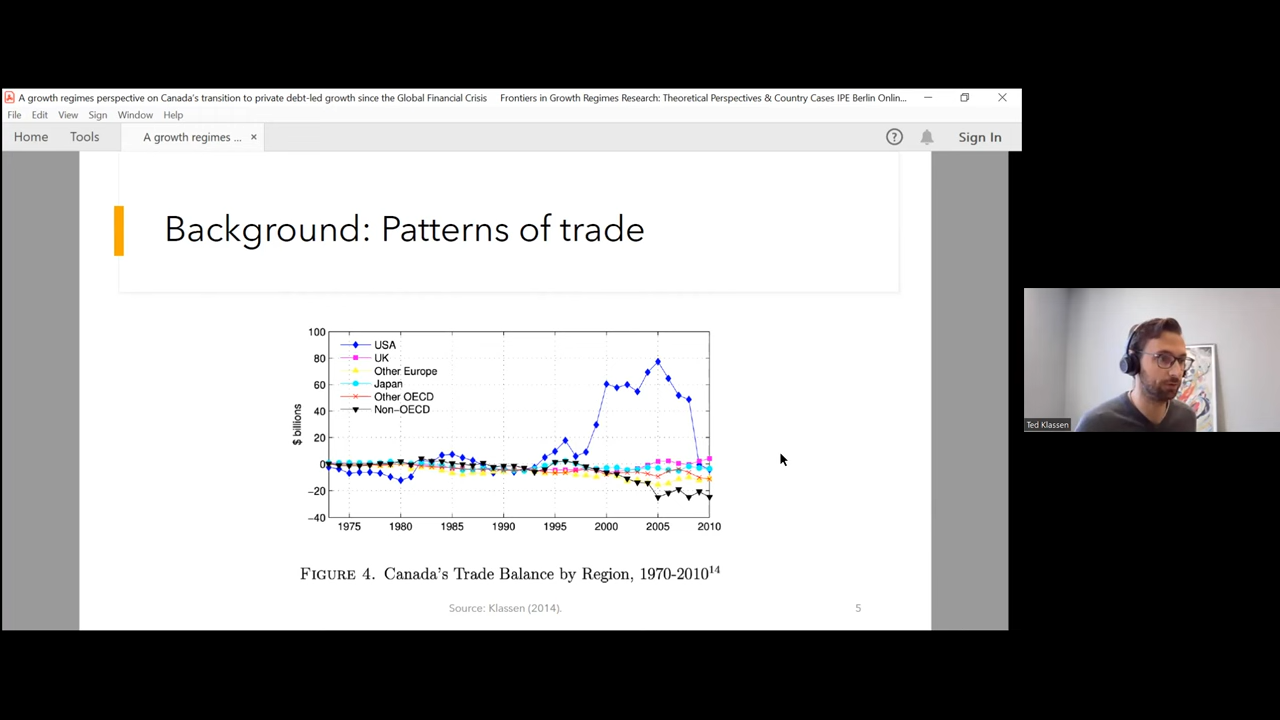 A growth regimes perspective on Canada's transition to private debt-led growth since the Global Financial Crisis Frontiers in Growth Regimes Research: Theoretical Perspectives & Country Cases IPE Berlin Onlin...
File Edit View Sign Window Help
Home Tools A growth regimes ... × ? Sign In
Background: Patterns of trade
100
80
60
40
20
0
−20
−40
$ billions
USA
UK
Other Europe
Japan
Other OECD
Non−OECD
1975 1980 1985 1990 1995 2000 2005 2010
FIGURE 4. Canada's Trade Balance by Region, 1970-2010¹⁴
Source: Klassen (2014). 5
Ted Klassen